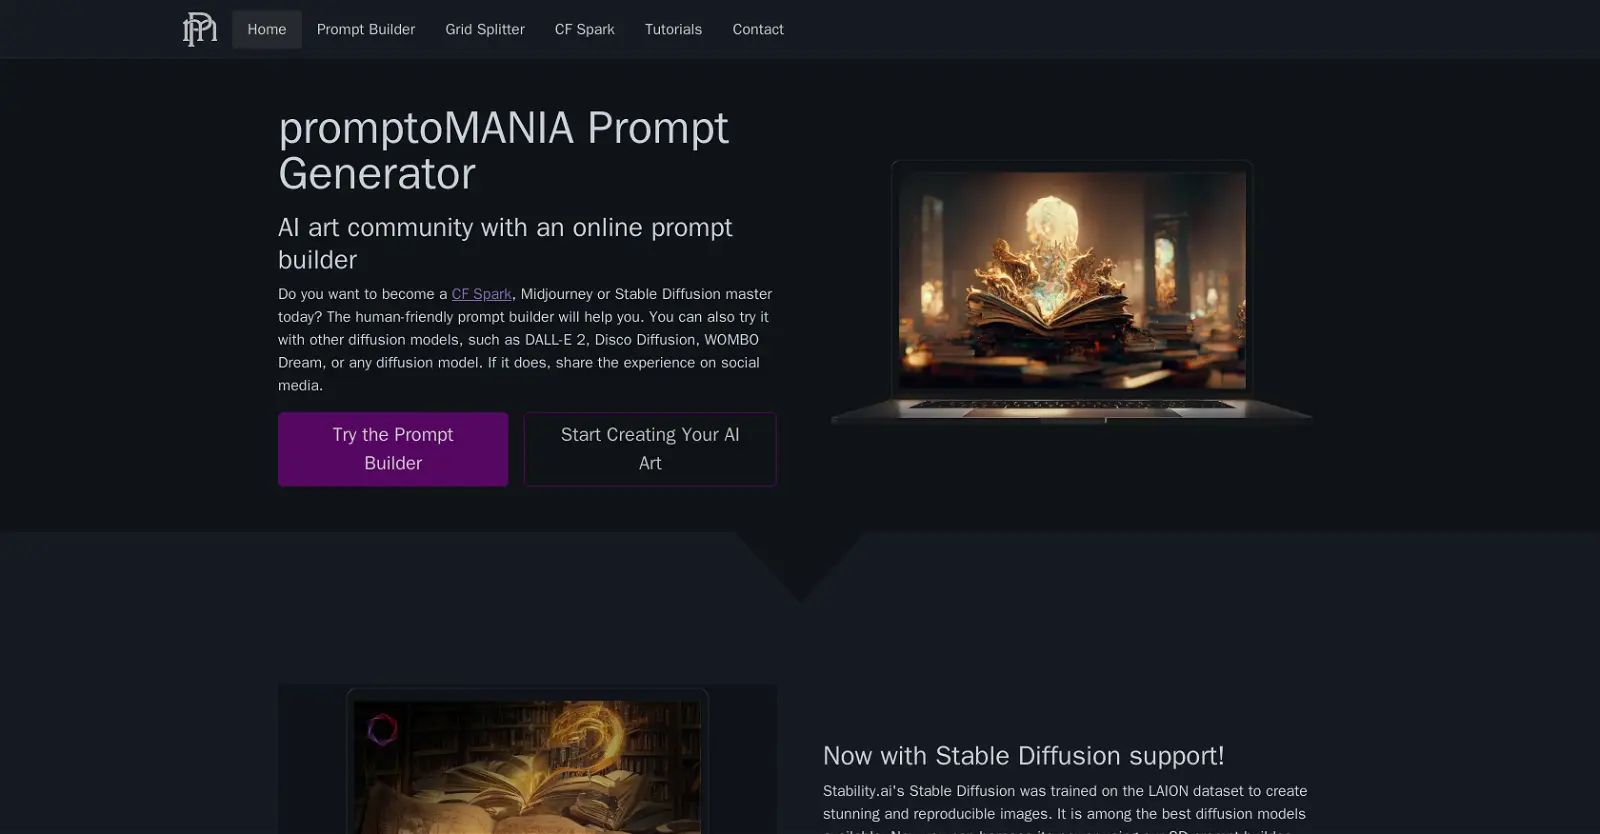 Home Prompt Builder Grid Splitter CF Spark Tutorials Contact
promptoMANIA Prompt
Generator
AI art community with an online prompt
builder
Do you want to become a CF Spark, Midjourney or Stable Diffusion master
today? The human-friendly prompt builder will help you. You can also try it
with other diffusion models, such as DALL-E 2, Disco Diffusion, WOMBO
Dream, or any diffusion model. If it does, share the experience on social
media.
Try the Prompt
Builder
Start Creating Your AI
Art
Now with Stable Diffusion support!
Stability.ai's Stable Diffusion was trained on the LAION dataset to create
stunning and reproducible images. It is among the best diffusion models